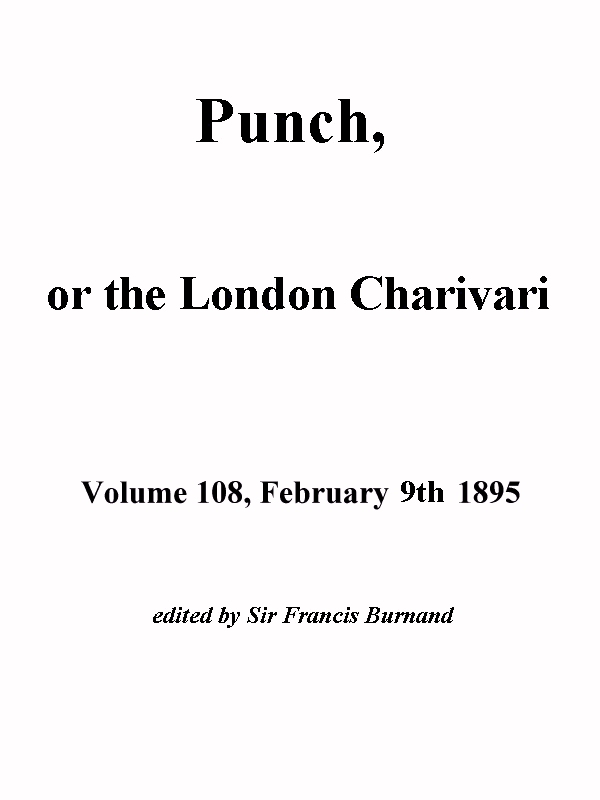 Punch,
or the London Charivari
Volume 108, February 9th 1895
edited by Sir Francis Burnand